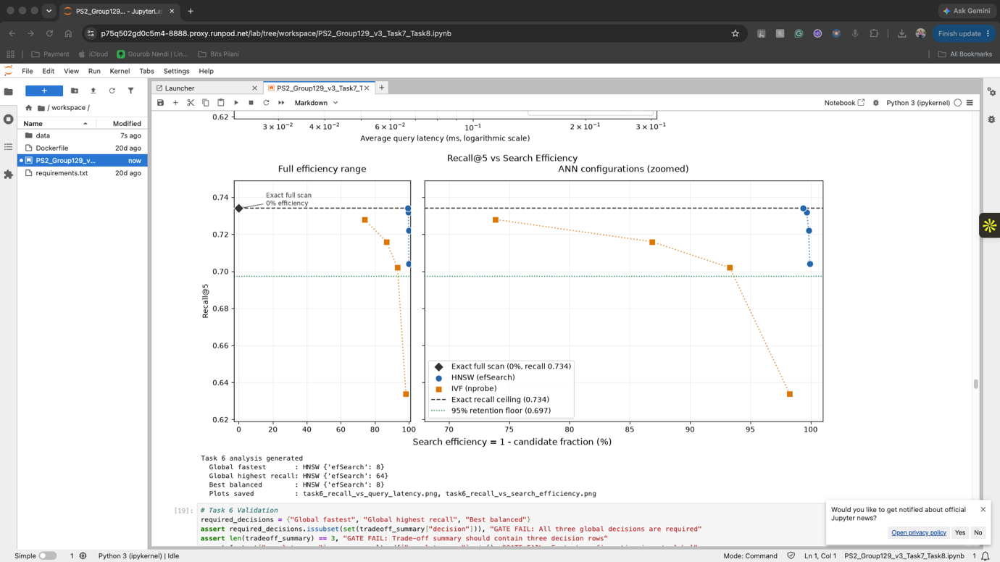 PS2_Group129... - JupyterLa
Ask Gemini
p75q502gd0c5m4-8888.proxy.runpod.net/lab/tree/workspace/PS2_Group129_v3_Task7_Task8.ipynb
Finish update
Payment
iCloud
Gourob Nandi | Lin...
Bits Pilani
All Bookmarks
File Edit View Run Kernel Tabs Settings Help
Launcher
PS2_Group129_v3_Task7_T
Markdown
Notebook
Python 3 (ipykernel)
/ workspace /
Name Modified
data 7s ago
Dockerfile 20d ago
PS2_Group129_v... now
requirements.txt 20d ago
0.62
3 × 10⁻² 4 × 10⁻² 6 × 10⁻² 10⁻¹ 2 × 10⁻¹ 3 × 10⁻¹
Average query latency (ms, logarithmic scale)
Recall@5 vs Search Efficiency
Full efficiency range
ANN configurations (zoomed)
Exact full scan
0% efficiency
0.74
0.72
0.70
0.68
0.66
0.64
0.62
Recall@5
Exact full scan (0%, recall 0.734)
HNSW (efSearch)
IVF (nprobe)
Exact recall ceiling (0.734)
95% retention floor (0.697)
0 20 40 60 80 100
70 75 80 85 90 95 100
Search efficiency = 1 - candidate fraction (%)
Task 6 analysis generated
Global fastest : HNSW {'efSearch': 8}
Global highest recall: HNSW {'efSearch': 64}
Best balanced : HNSW {'efSearch': 8}
Plots saved : task6_recall_vs_query_latency.png, task6_recall_vs_search_efficiency.png
[19]:
# Task 6 Validation
required_decisions = {"Global fastest", "Global highest recall", "Best balanced"}
assert required_decisions.issubset(set(tradeoff_summary["decision"])), "GATE FAIL: All three global decisions are required"
assert len(tradeoff_summary) == 3, "GATE FAIL: Trade-off summary should contain three decision rows"
Would you like to get notified about official
Jupyter news?
Open privacy policy
Yes
No
Simple
1
Python 3 (ipykernel) | Idle
Mode: Command
Ln 1, Col 1
PS2_Group129_v3_Task7_Task8.ipynb
1